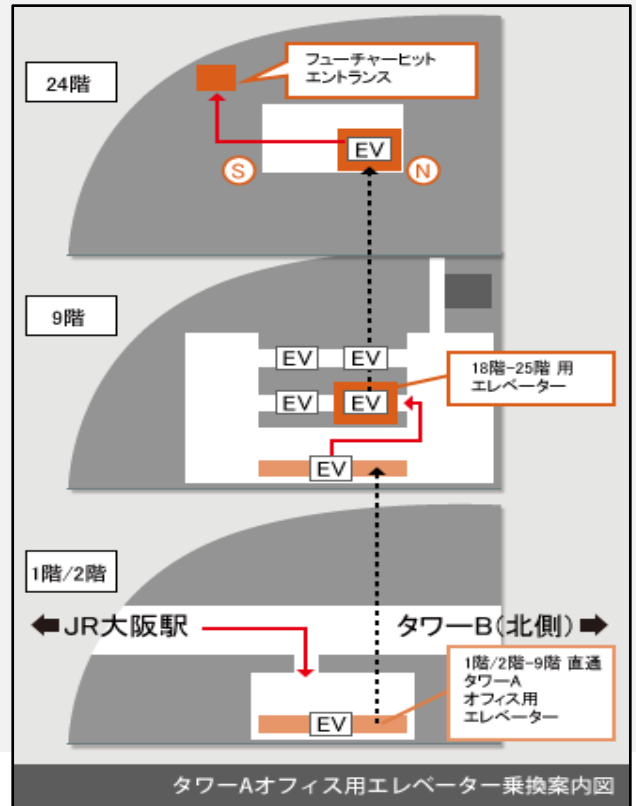 24階
フューチャーヒット
エントランス
EV
S
N
9階
EV
EV
EV
EV
18階-25階 用
エレベーター
EV
1階/2階
⬅JR大阪駅
タワーB(北側)➡
1階/2階-9階 直通
タワーA
オフィス用
エレベーター
EV
タワーAオフィス用エレベーター乗換案内図